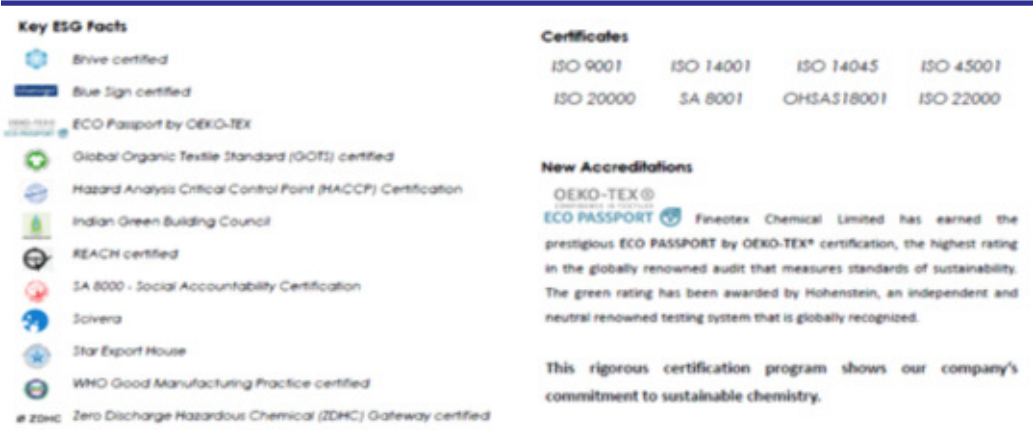 Key ESG Facts
Bhive certified
Blue Sign certified
ECO Passport by OEKO-TEX
Global Organic Textile Standard (GOTS) certified
Hazard Analysis Critical Control Point (HACCP) Certification
Indian Green Building Council
REACH certified
SA 8000 - Social Accountability Certification
Scivera
Star Export House
WHO Good Manufacturing Practice certified
ZDHC Zero Discharge Hazardous Chemical (ZDHC) Gateway certified
Certificates
ISO 9001 ISO 14001 ISO 14045 ISO 45001
ISO 20000 SA 8001 OHSAS18001 ISO 22000
New Accreditations
OEKO-TEX®
CONFIDENCE IN TEXTILES
ECO PASSPORT Fineotex Chemical Limited has earned the
prestigious ECO PASSPORT by OEKO-TEX® certification, the highest rating
in the globally renowned audit that measures standards of sustainability.
The green rating has been awarded by Hohenstein, an independent and
neutral renowned testing system that is globally recognized.
This rigorous certification program shows our company's
commitment to sustainable chemistry.